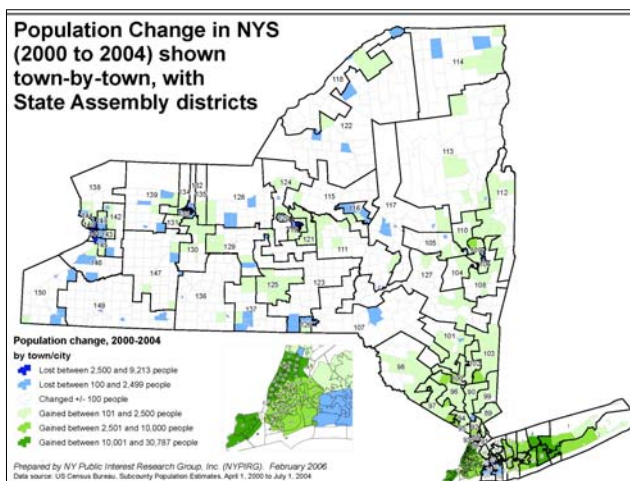 Population Change in NYS
(2000 to 2004) shown
town-by-town, with
State Assembly districts
118
114
122
113
138
139
134
132
135
128
124
115
116
117
112
142
131
130
129
121
111
105
110
146
147
127
104
108
150
149
136
137
125
123
107
101
103
98
96
99
97
Population change, 2000-2004
by town/city
Lost between 2,500 and 9,213 people
Lost between 100 and 2,499 people
Changed +/- 100 people
Gained between 101 and 2,500 people
Gained between 2,501 and 10,000 people
Gained between 10,001 and 30,787 people
Prepared by NY Public Interest Research Group, Inc. (NYPIRG). February 2006
Data source: US Census Bureau, Subcounty Population Estimates, April 1, 2000 to July 1, 2004